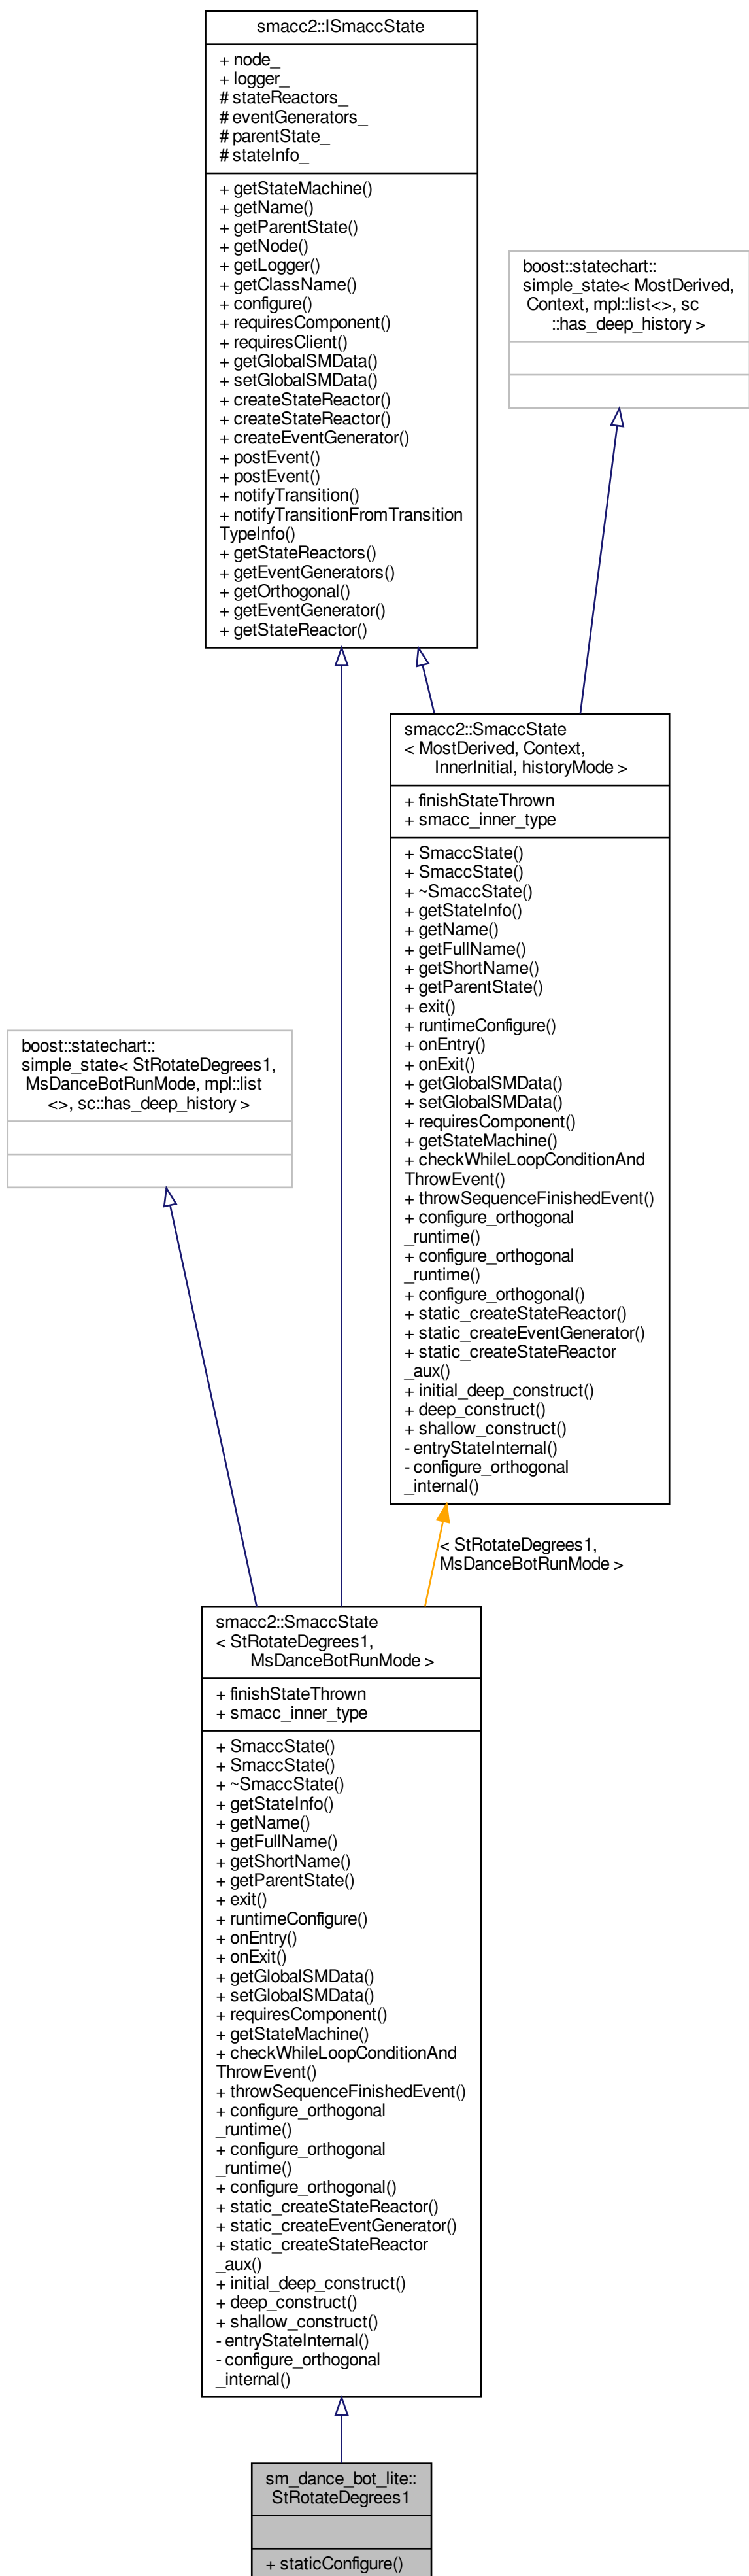 smacc2::ISmaccState
+ node_
+ logger_
# stateReactors_
# eventGenerators_
# parentState_
# stateInfo_
+ getStateMachine()
+ getName()
+ getParentState()
+ getNode()
+ getLogger()
+ getClassName()
+ configure()
+ requiresComponent()
+ requiresClient()
+ getGlobalSMData()
+ setGlobalSMData()
+ createStateReactor()
+ createStateReactor()
+ createEventGenerator()
+ postEvent()
+ postEvent()
+ notifyTransition()
+ notifyTransitionFromTransition
TypeInfo()
+ getStateReactors()
+ getEventGenerators()
+ getOrthogonal()
+ getEventGenerator()
+ getStateReactor()
boost::statechart::
simple_state< MostDerived,
Context, mpl::list<>, sc
::has_deep_history >
smacc2::SmaccState
< MostDerived, Context,
InnerInitial, historyMode >
+ finishStateThrown
+ smacc_inner_type
+ SmaccState()
+ SmaccState()
+ ~SmaccState()
+ getStateInfo()
+ getName()
+ getFullName()
+ getShortName()
+ getParentState()
+ exit()
+ runtimeConfigure()
+ onEntry()
+ onExit()
+ getGlobalSMData()
+ setGlobalSMData()
+ requiresComponent()
+ getStateMachine()
+ checkWhileLoopConditionAnd
ThrowEvent()
+ throwSequenceFinishedEvent()
+ configure_orthogonal
_runtime()
+ configure_orthogonal
_runtime()
+ configure_orthogonal()
+ static_createStateReactor()
+ static_createEventGenerator()
+ static_createStateReactor
_aux()
+ initial_deep_construct()
+ deep_construct()
+ shallow_construct()
- entryStateInternal()
- configure_orthogonal
_internal()
boost::statechart::
simple_state< StRotateDegrees1,
MsDanceBotRunMode, mpl::list
<>, sc::has_deep_history >
< StRotateDegrees1,
MsDanceBotRunMode >
smacc2::SmaccState
< StRotateDegrees1,
MsDanceBotRunMode >
+ finishStateThrown
+ smacc_inner_type
+ SmaccState()
+ SmaccState()
+ ~SmaccState()
+ getStateInfo()
+ getName()
+ getFullName()
+ getShortName()
+ getParentState()
+ exit()
+ runtimeConfigure()
+ onEntry()
+ onExit()
+ getGlobalSMData()
+ setGlobalSMData()
+ requiresComponent()
+ getStateMachine()
+ checkWhileLoopConditionAnd
ThrowEvent()
+ throwSequenceFinishedEvent()
+ configure_orthogonal
_runtime()
+ configure_orthogonal
_runtime()
+ configure_orthogonal()
+ static_createStateReactor()
+ static_createEventGenerator()
+ static_createStateReactor
_aux()
+ initial_deep_construct()
+ deep_construct()
+ shallow_construct()
- entryStateInternal()
- configure_orthogonal
_internal()
sm_dance_bot_lite::
StRotateDegrees1
+ staticConfigure()